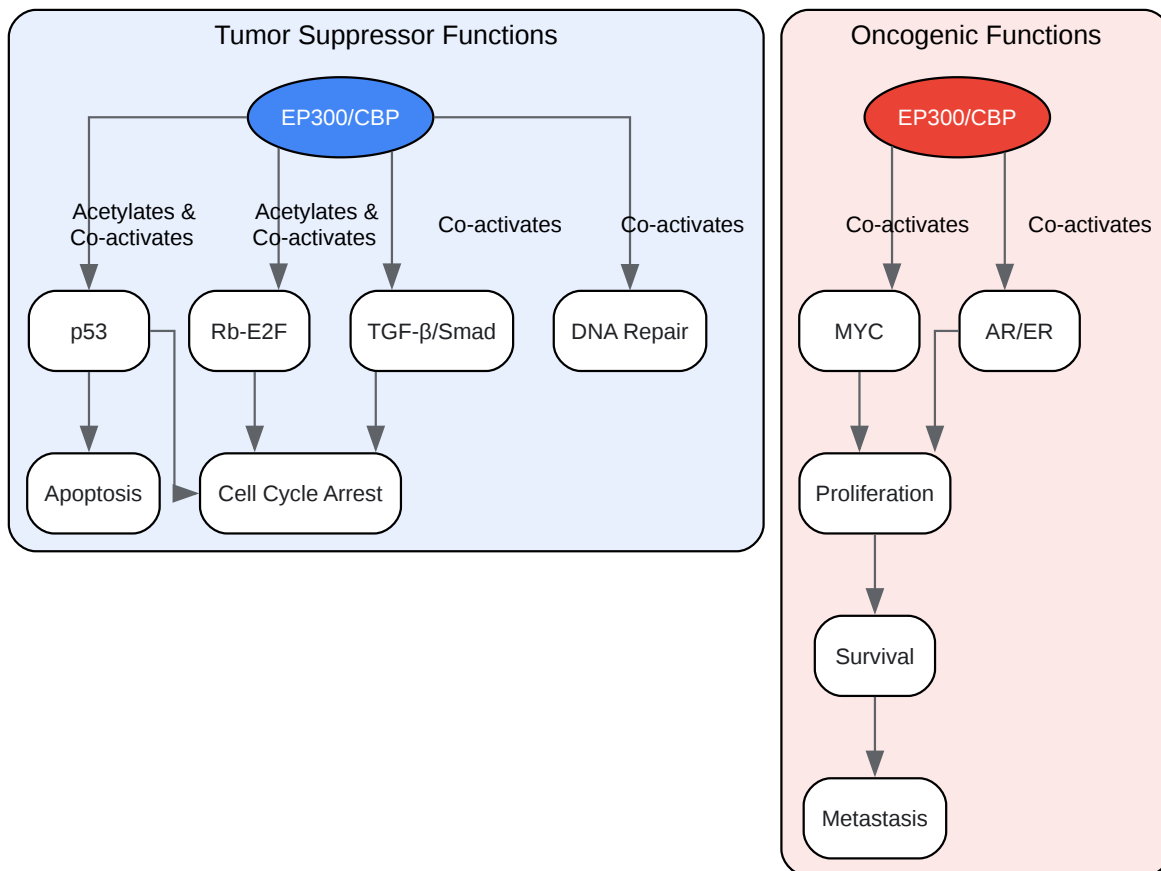 Tumor Suppressor Functions
EP300/CBP
Acetylates &
Co-activates
Acetylates &
Co-activates
Co-activates
Co-activates
p53
Rb-E2F
TGF-β/Smad
DNA Repair
Apoptosis
Cell Cycle Arrest
Oncogenic Functions
EP300/CBP
Co-activates
Co-activates
MYC
AR/ER
Proliferation
Survival
Metastasis